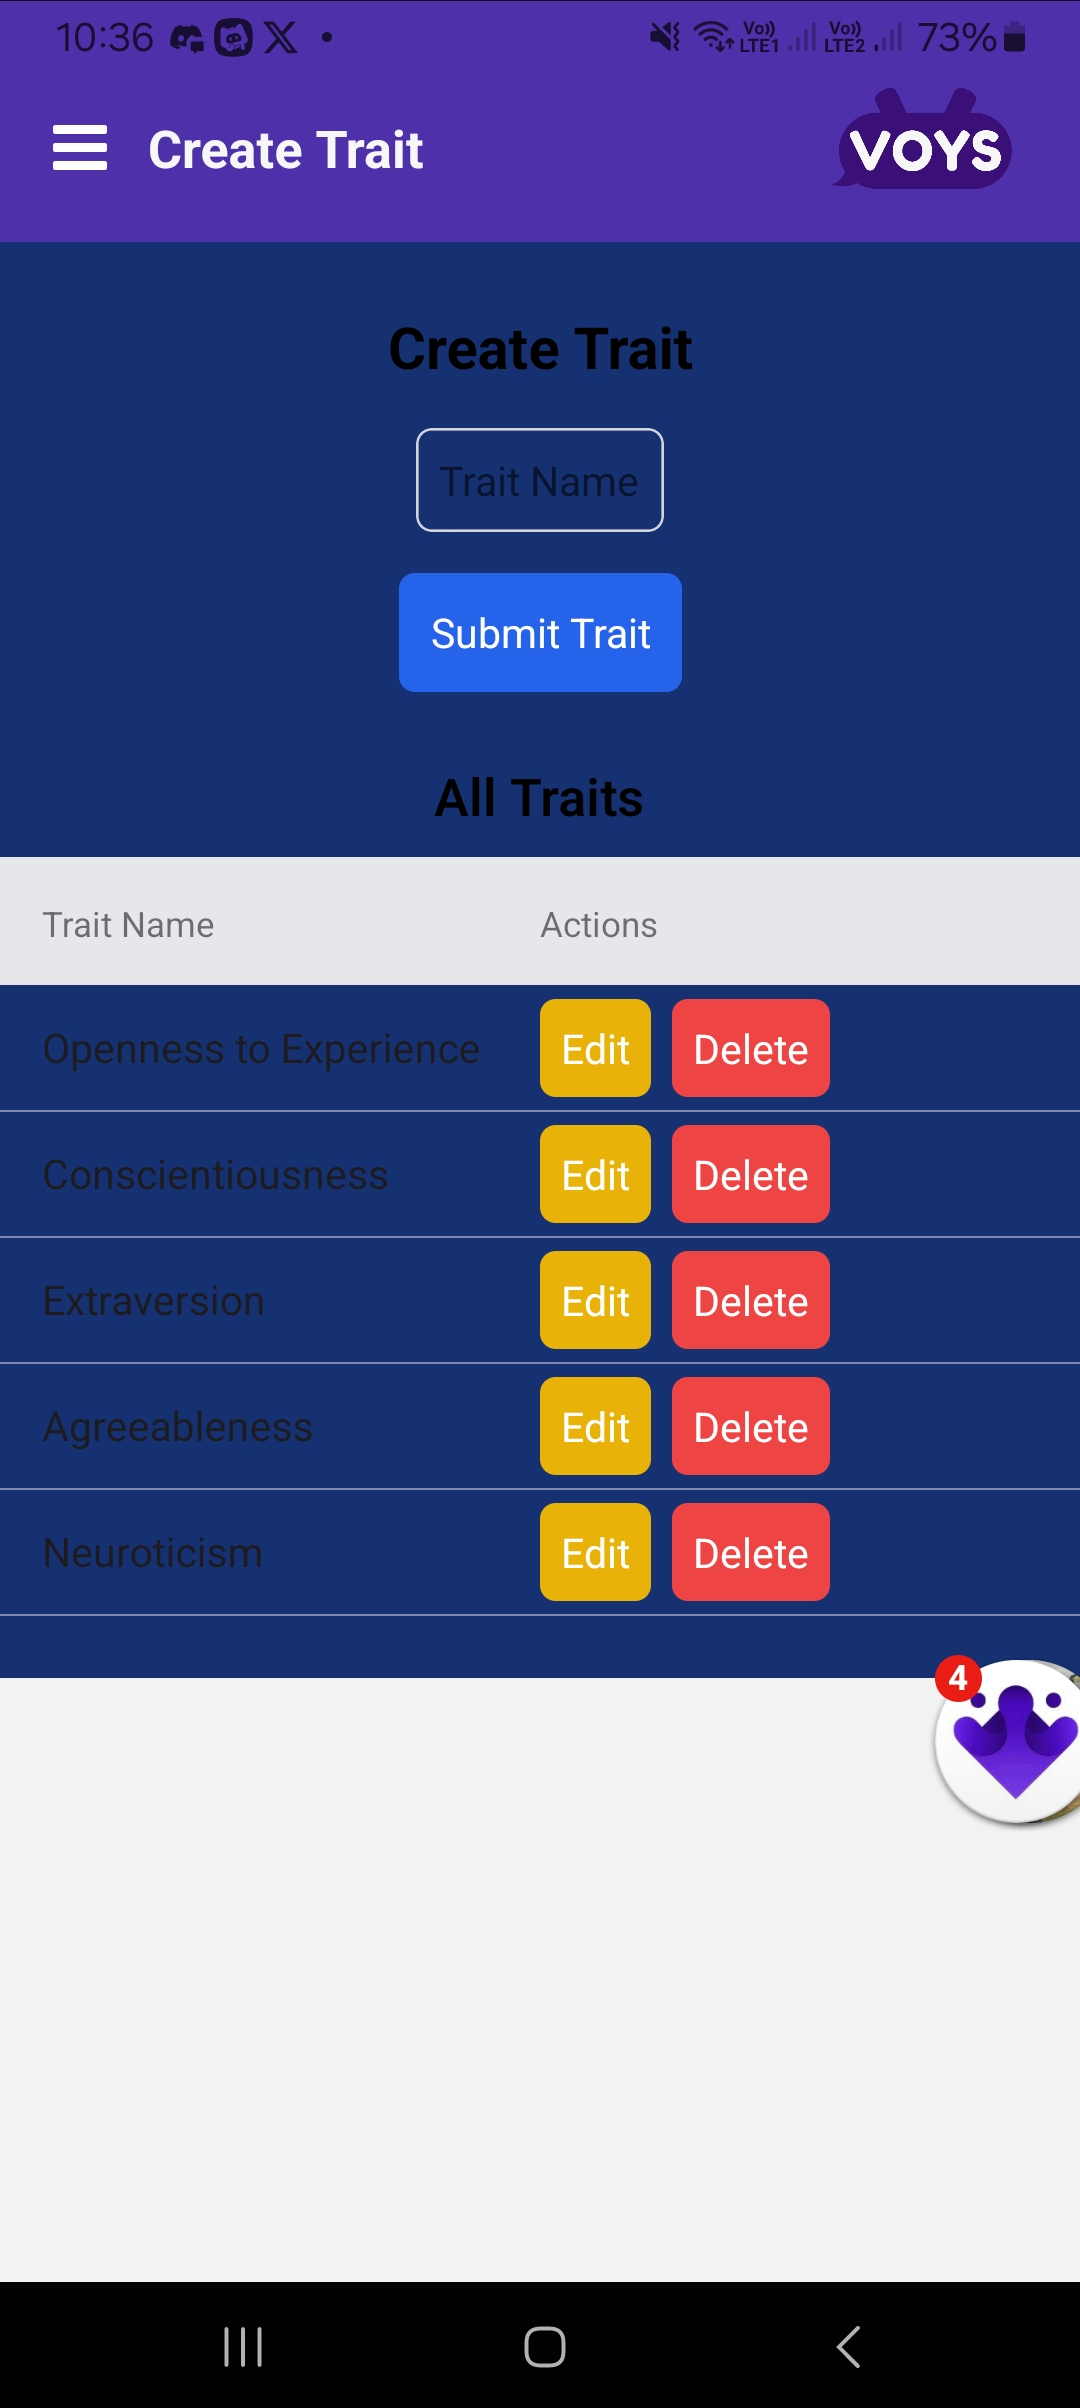 10:36 Vo)) LTE1 Vo)) LTE2 73%
Create Trait VOYS
Create Trait
Trait Name
Submit Trait
All Traits
Trait Name Actions
Openness to Experience Edit Delete
Conscientiousness Edit Delete
Extraversion Edit Delete
Agreeableness Edit Delete
Neuroticism Edit Delete
4